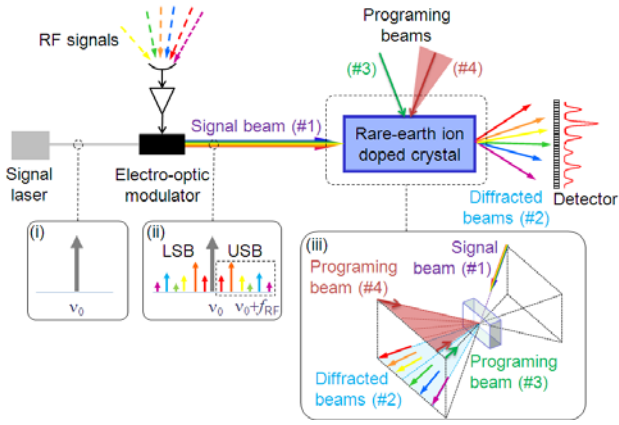 RF signals
Programing
beams
(#3)
(#4)
Signal beam (#1)
Rare-earth ion
doped crystal
Signal
laser
Electro-optic
modulator
Diffracted
beams (#2)
Detector
(i)
ν₀
(ii)
LSB
USB
ν₀
ν₀+f_RF
(iii)
Signal
beam (#1)
Programing
beam (#4)
Programing
beam (#3)
Diffracted
beams (#2)